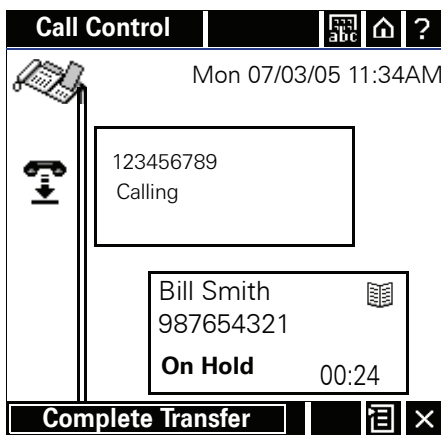 Call Control abc ?
Mon 07/03/05 11:34AM
123456789
Calling
Bill Smith
987654321
On Hold 00:24
Complete Transfer